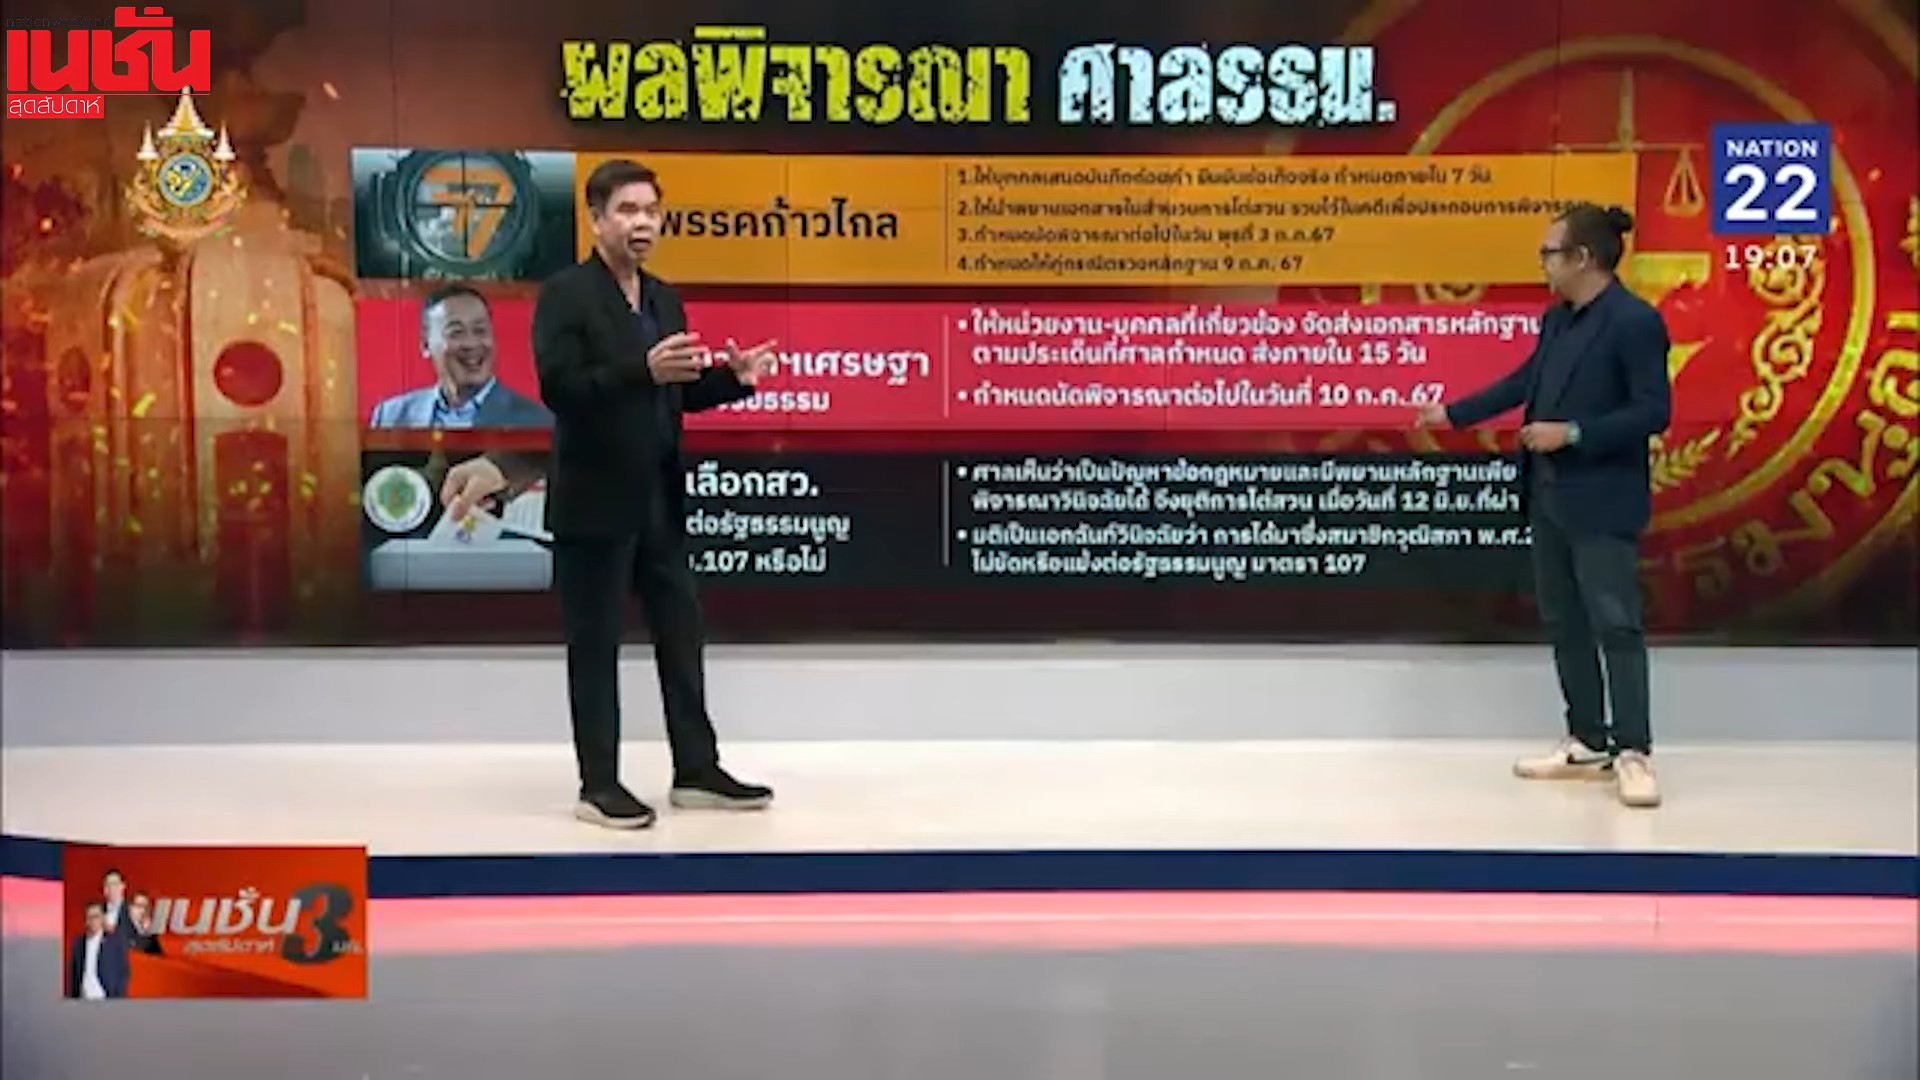 เนชั่น
สุดสัปดาห์
ผลพิจารณา ศาลรธน.
NATION
22
19:07
พรรคก้าวไกล
1.ให้บุคคลเสนอบันทึกถ้อยคำ ยืนยันข้อเท็จจริง กำหนดภายใน 7 วัน
2.ให้นำพยานเอกสารในสำนวนการไต่สวน รวมไว้ในคดีเพื่อประกอบการพิจารณา
3.กำหนดนัดพิจารณาต่อไปในวัน พุธที่ 3 ก.ค.67
4.กำหนดให้คู่กรณีตรวจหลักฐาน 9 ก.ค. 67
ฯเศรษฐา
ธรรม
• ให้หน่วยงาน-บุคคลที่เกี่ยวข้อง จัดส่งเอกสารหลักฐาน
ตามประเด็นที่ศาลกำหนด ส่งภายใน 15 วัน
• กำหนดนัดพิจารณาต่อไปในวันที่ 10 ก.ค. 67
เลือกสว.
ต่อรัฐธรรมนูญ
.107 หรือไม่
• ศาลเห็นว่าเป็นปัญหาข้อกฎหมายและมีพยานหลักฐานเพีย
พิจารณาวินิจฉัยได้ จึงยุติการไต่สวน เมื่อวันที่ 12 มิ.ย.ที่ผ่า
• มติเป็นเอกฉันท์วินิจฉัยว่า การได้มาซึ่งสมาชิกวุฒิสภา พ.ศ.2
ไม่ขัดหรือแย้งต่อรัฐธรรมนูญ มาตรา 107
เนชั่น3
สุดสัปดาห์